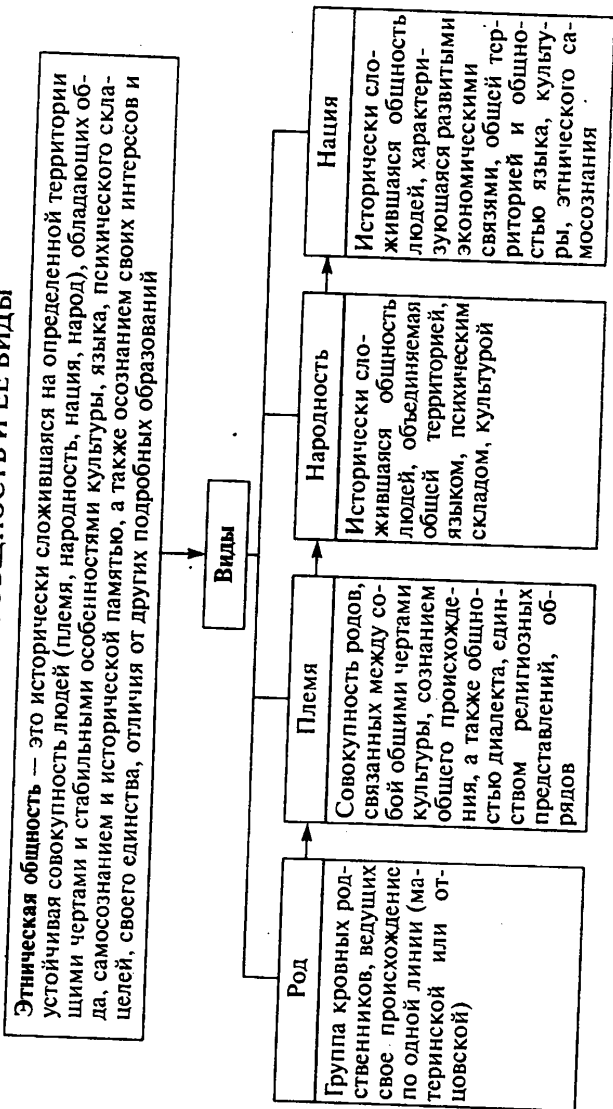 ОБЩНОСТЬ И ЕЕ ВИДЫ
Этническая общность — это исторически сложившаяся на определенной территории
устойчивая совокупность людей (племя, народность, нация, народ), обладающих об-
щими чертами и стабильными особенностями культуры, языка, психического скла-
да, самосознанием и исторической памятью, а также осознанием своих интересов и
целей, своего единства, отличия от других подробных образований
Виды
Род
Группа кровных род-
ственников, ведущих
свое происхождение
по одной линии (ма-
теринской или от-
цовской)
Племя
Совокупность родов,
связанных между со-
бой общими чертами
культуры, сознанием
общего происхожде-
ния, а также общно-
стью диалекта, един-
ством религиозных
представлений, об-
рядов
Народность
Исторически сло-
жившаяся общность
людей, объединяемая
общей территорией,
языком, психическим
складом, культурой
Нация
Исторически сло-
жившаяся общность
людей, характери-
зующаяся развитыми
экономическими
связями, общей тер-
риторией и общно-
стью языка, культу-
ры, этнического са-
мосознания